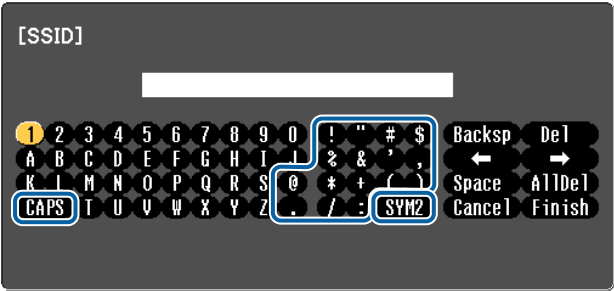 [SSID]
1 2 3 4 5 6 7 8 9 0 ! " # $ Backsp Del
A B C D E F G H I J % & ' , ← →
K L M N O P Q R S @ * + ( ) Space AllDel
CAPS T U V W X Y Z . / : SYM2 Cancel Finish